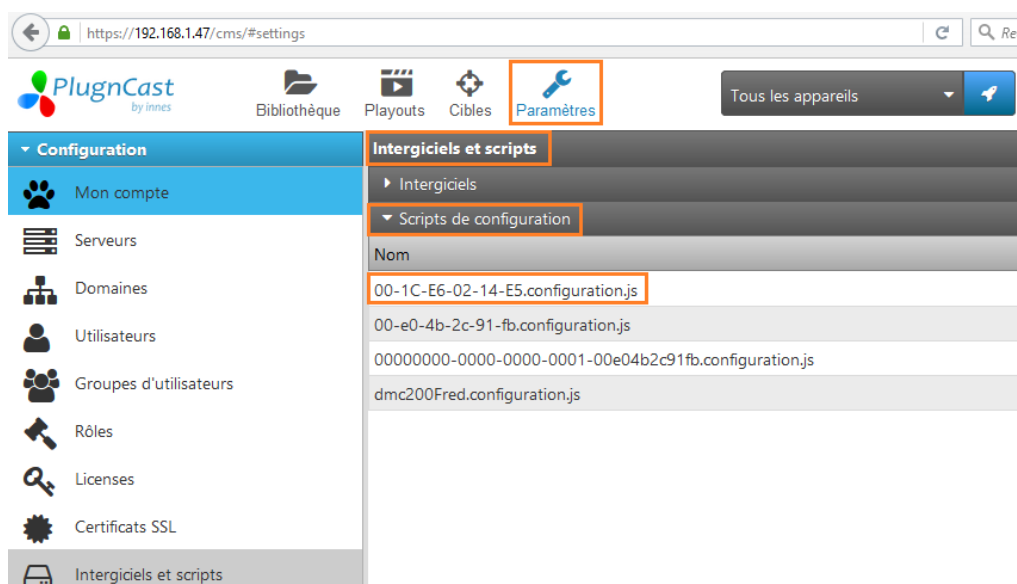 https://192.168.1.47/cms/#settings
Re
PlugnCast
by innes
Bibliothèque
Playouts
Cibles
Paramètres
Tous les appareils
Configuration
Mon compte
Serveurs
Domaines
Utilisateurs
Groupes d'utilisateurs
Rôles
Licenses
Certificats SSL
Intergiciels et scripts
Intergiciels et scripts
Intergiciels
Scripts de configuration
Nom
00-1C-E6-02-14-E5.configuration.js
00-e0-4b-2c-91-fb.configuration.js
00000000-0000-0000-0001-00e04b2c91fb.configuration.js
dmc200Fred.configuration.js